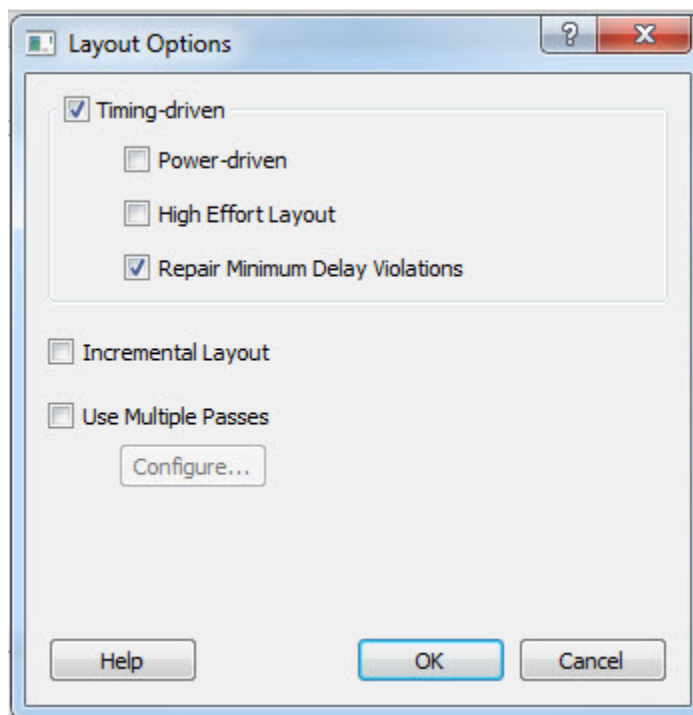 Layout Options
Timing-driven
Power-driven
High Effort Layout
Repair Minimum Delay Violations
Incremental Layout
Use Multiple Passes
Configure...
Help
OK
Cancel